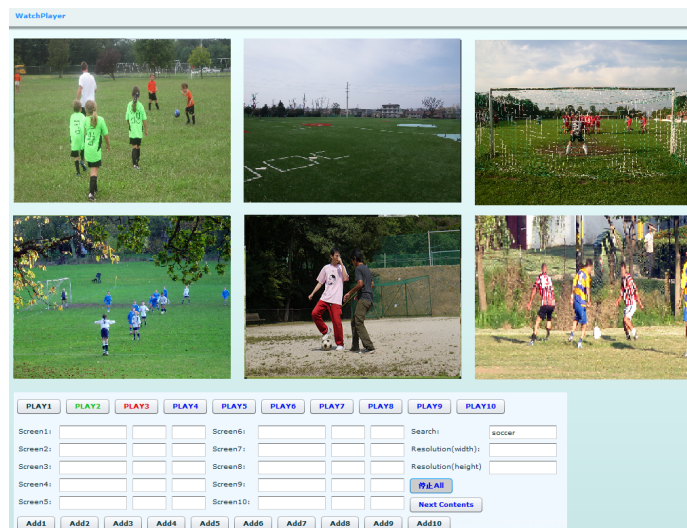 WatchPlayer
PLAY1 PLAY2 PLAY3 PLAY4 PLAY5 PLAY6 PLAY7 PLAY8 PLAY9 PLAY10
Screen1: Screen6: Search: soccer
Screen2: Screen7: Resolution(width):
Screen3: Screen8: Resolution(height)
Screen4: Screen9: 停止All
Screen5: Screen10: Next Contents
Add1 Add2 Add3 Add4 Add5 Add6 Add7 Add8 Add9 Add10